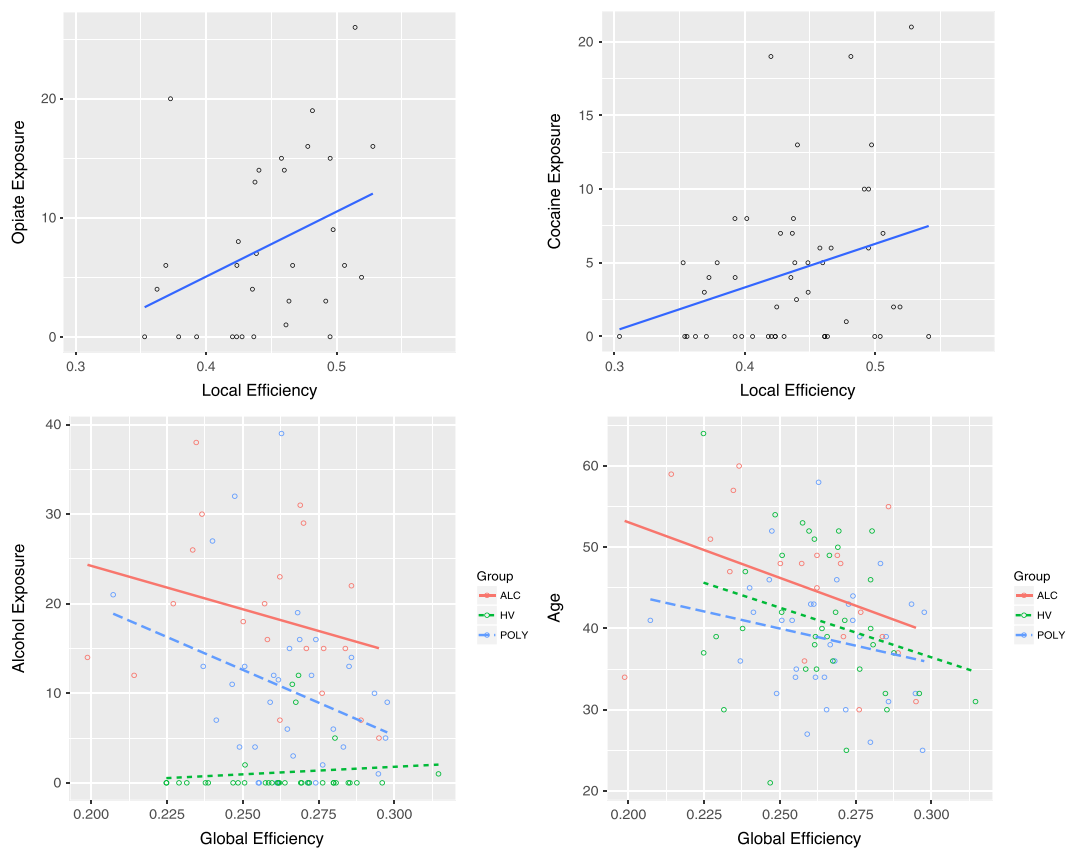 Opiate Exposure
20
10
0
0.3 0.4 0.5
Local Efficiency
Cocaine Exposure
20
15
10
5
0
0.3 0.4 0.5
Local Efficiency
Alcohol Exposure
40
30
20
10
0
0.200 0.225 0.250 0.275 0.300
Global Efficiency
Group
ALC
HV
POLY
Age
60
50
40
30
20
0.200 0.225 0.250 0.275 0.300
Global Efficiency
Group
ALC
HV
POLY